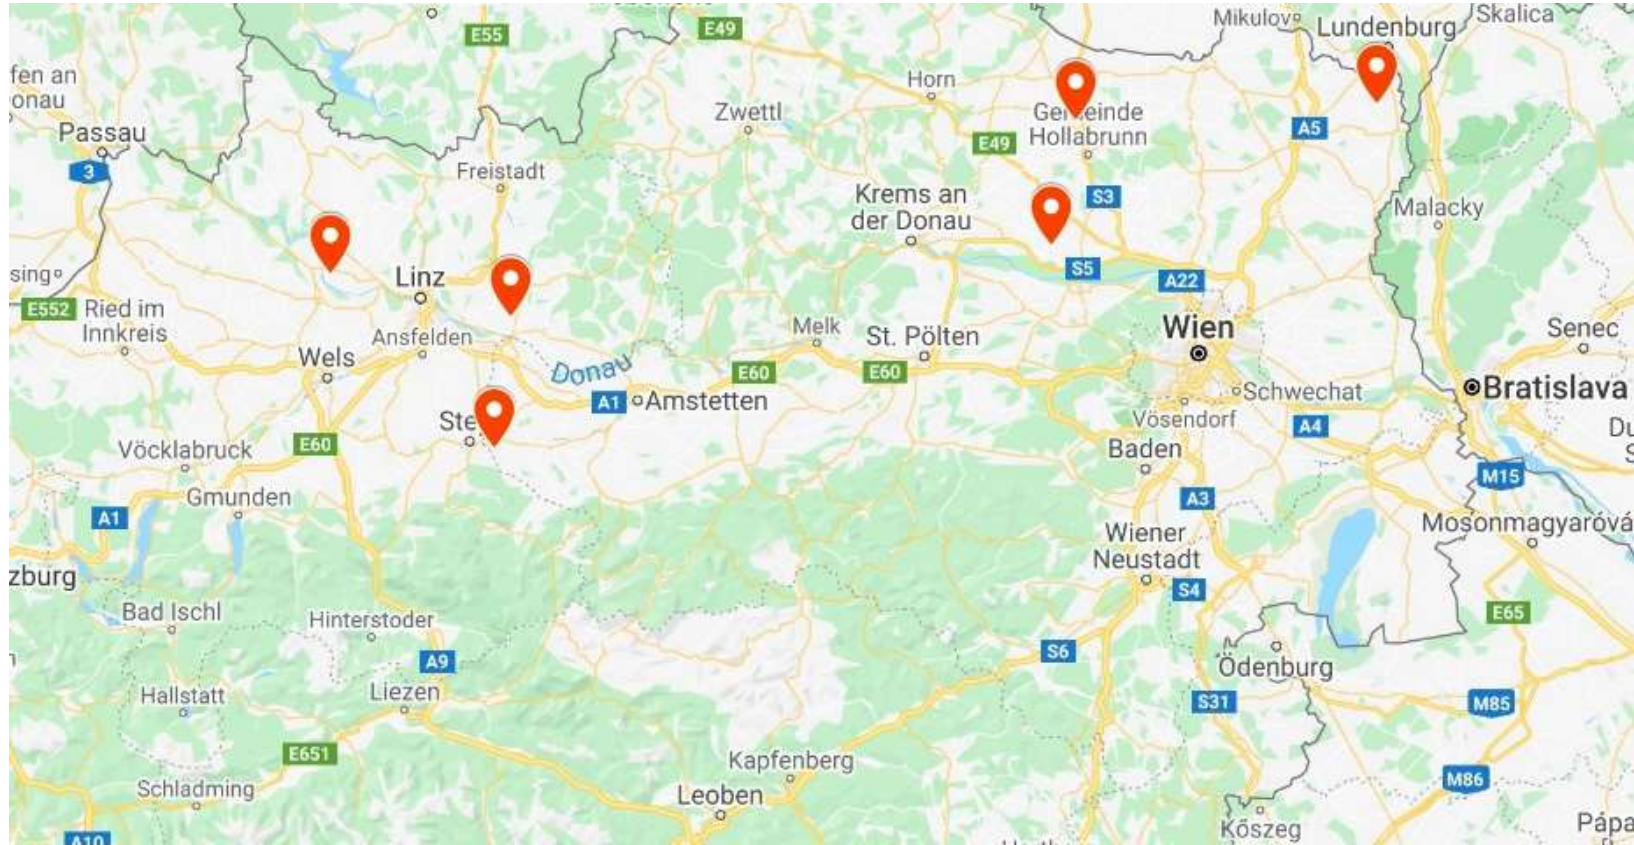 E55
E49
Mikulov
Lundenburg
Skalica
fen an
onau
Horn
Zwettl
Hollabrunn
A5
Passau
3
E49
Freistadt
Krems an
der Donau
S3
Malacky
Linz
S5
A22
E552
Ried im
Innkreis
Ansfelden
Melk
St. Pölten
Wien
Senec
Wels
Donau
E60
E60
A1
Amstetten
Schwechat
Bratislava
Vösendorf
A4
E60
Vöcklabruck
Baden
M15
Gmunden
A1
A3
Mosonmagyaróvá
Wiener
Neustadt
zburg
S4
Bad Ischl
Hinterstoder
E65
A9
S6
Ödenburg
Hallstatt
Liezen
S31
M85
E651
Kapfenberg
M86
Schladming
Leoben
Kőszeg
Pápa
A10